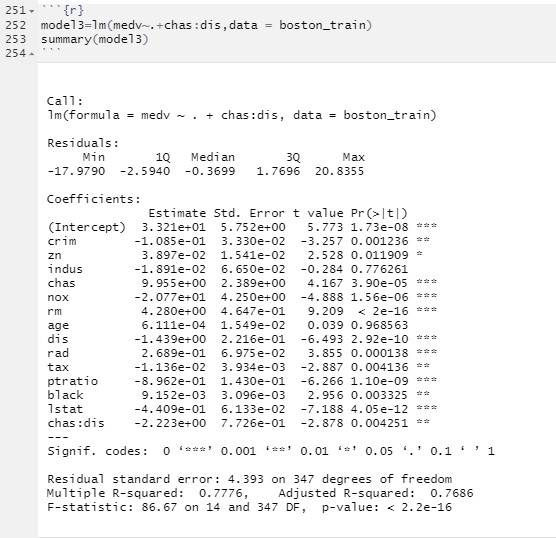 251 ```{r}
252 model3=lm(medv~.+chas:dis,data = boston_train)
253 summary(model3)
254 ```
Call:
lm(formula = medv ~ . + chas:dis, data = boston_train)
Residuals:
Min 1Q Median 3Q Max
-17.9790 -2.5940 -0.3699 1.7696 20.8355
Coefficients:
Estimate Std. Error t value Pr(>|t|)
(Intercept) 3.321e+01 5.752e+00 5.773 1.73e-08 ***
crim -1.085e-01 3.330e-02 -3.257 0.001236 **
zn 3.897e-02 1.541e-02 2.528 0.011909 *
indus -1.891e-02 6.650e-02 -0.284 0.776261
chas 9.955e+00 2.389e+00 4.167 3.90e-05 ***
nox -2.077e+01 4.250e+00 -4.888 1.56e-06 ***
rm 4.280e+00 4.647e-01 9.209 < 2e-16 ***
age 6.111e-04 1.549e-02 0.039 0.968563
dis -1.439e+00 2.216e-01 -6.493 2.92e-10 ***
rad 2.689e-01 6.975e-02 3.855 0.000138 ***
tax -1.136e-02 3.934e-03 -2.887 0.004136 **
ptratio -8.962e-01 1.430e-01 -6.266 1.10e-09 ***
black 9.152e-03 3.096e-03 2.956 0.003325 **
lstat -4.409e-01 6.133e-02 -7.188 4.05e-12 ***
chas:dis -2.223e+00 7.726e-01 -2.878 0.004251 **
---
Signif. codes: 0 ‘***’ 0.001 ‘**’ 0.01 ‘*’ 0.05 ‘.’ 0.1 ‘ ’ 1
Residual standard error: 4.393 on 347 degrees of freedom
Multiple R-squared: 0.7776, Adjusted R-squared: 0.7686
F-statistic: 86.67 on 14 and 347 DF, p-value: < 2.2e-16